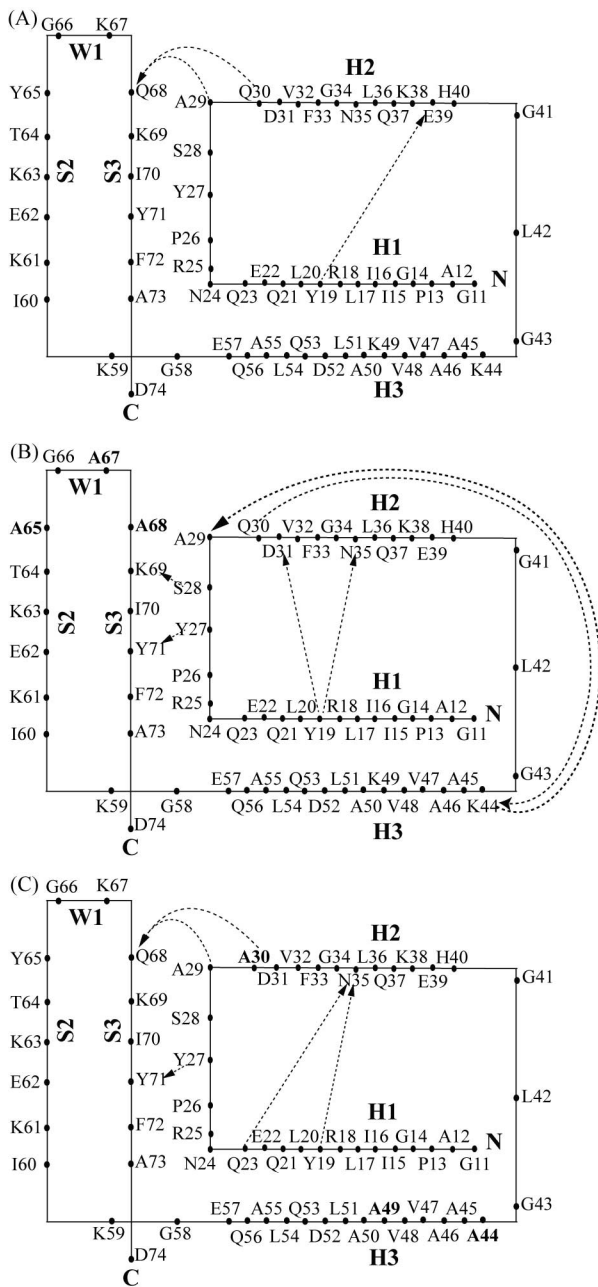 (A)
G66 K67
W1
H2
Y65 Q68 A29 Q30 V32 G34 L36 K38 H40
D31 F33 N35 Q37 E39 G41
T64 K69 S28
K63 S2 S3 I70 Y27
E62 Y71 L42
P26 H1
K61 F72 R25 E22 L20 R18 I16 G14 A12 N
I60 A73 N24 Q23 Q21 Y19 L17 I15 P13 G11
G43
E57 A55 Q53 L51 K49 V47 A45
K59 G58 Q56 L54 D52 A50 V48 A46 K44
D74 H3
C
(B)
G66 A67
W1
H2
A65 A68 A29 Q30 V32 G34 L36 K38 H40
D31 F33 N35 Q37 E39 G41
T64 K69 S28
K63 S2 S3 I70 Y27
E62 Y71 L42
P26 H1
K61 F72 R25 E22 L20 R18 I16 G14 A12 N
I60 A73 N24 Q23 Q21 Y19 L17 I15 P13 G11
G43
E57 A55 Q53 L51 K49 V47 A45
K59 G58 Q56 L54 D52 A50 V48 A46 K44
D74 H3
C
(C)
G66 K67
W1
H2
Y65 Q68 A29 A30 V32 G34 L36 K38 H40
D31 F33 N35 Q37 E39 G41
T64 K69 S28
K63 S2 S3 I70 Y27
E62 Y71 L42
P26 H1
K61 F72 R25 E22 L20 R18 I16 G14 A12 N
I60 A73 N24 Q23 Q21 Y19 L17 I15 P13 G11
G43
E57 A55 Q53 L51 A49 V47 A45
K59 G58 Q56 L54 D52 A50 V48 A46 A44
D74 H3
C